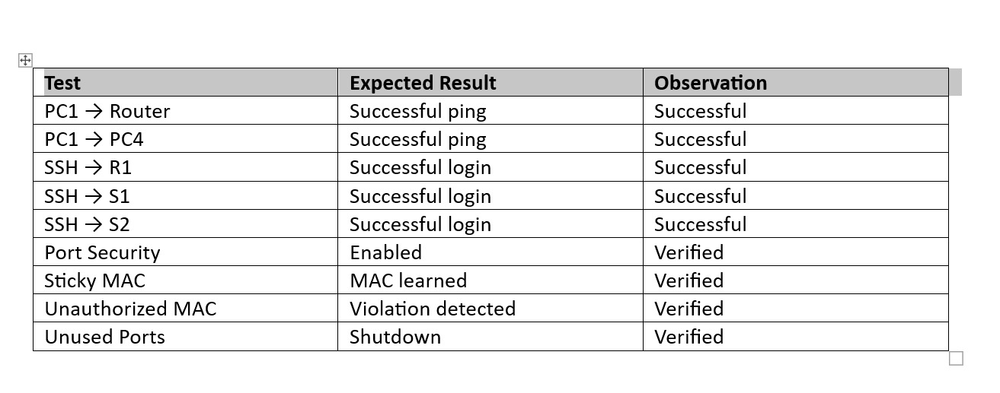 Test Expected Result Observation
PC1 → Router Successful ping Successful
PC1 → PC4 Successful ping Successful
SSH → R1 Successful login Successful
SSH → S1 Successful login Successful
SSH → S2 Successful login Successful
Port Security Enabled Verified
Sticky MAC MAC learned Verified
Unauthorized MAC Violation detected Verified
Unused Ports Shutdown Verified